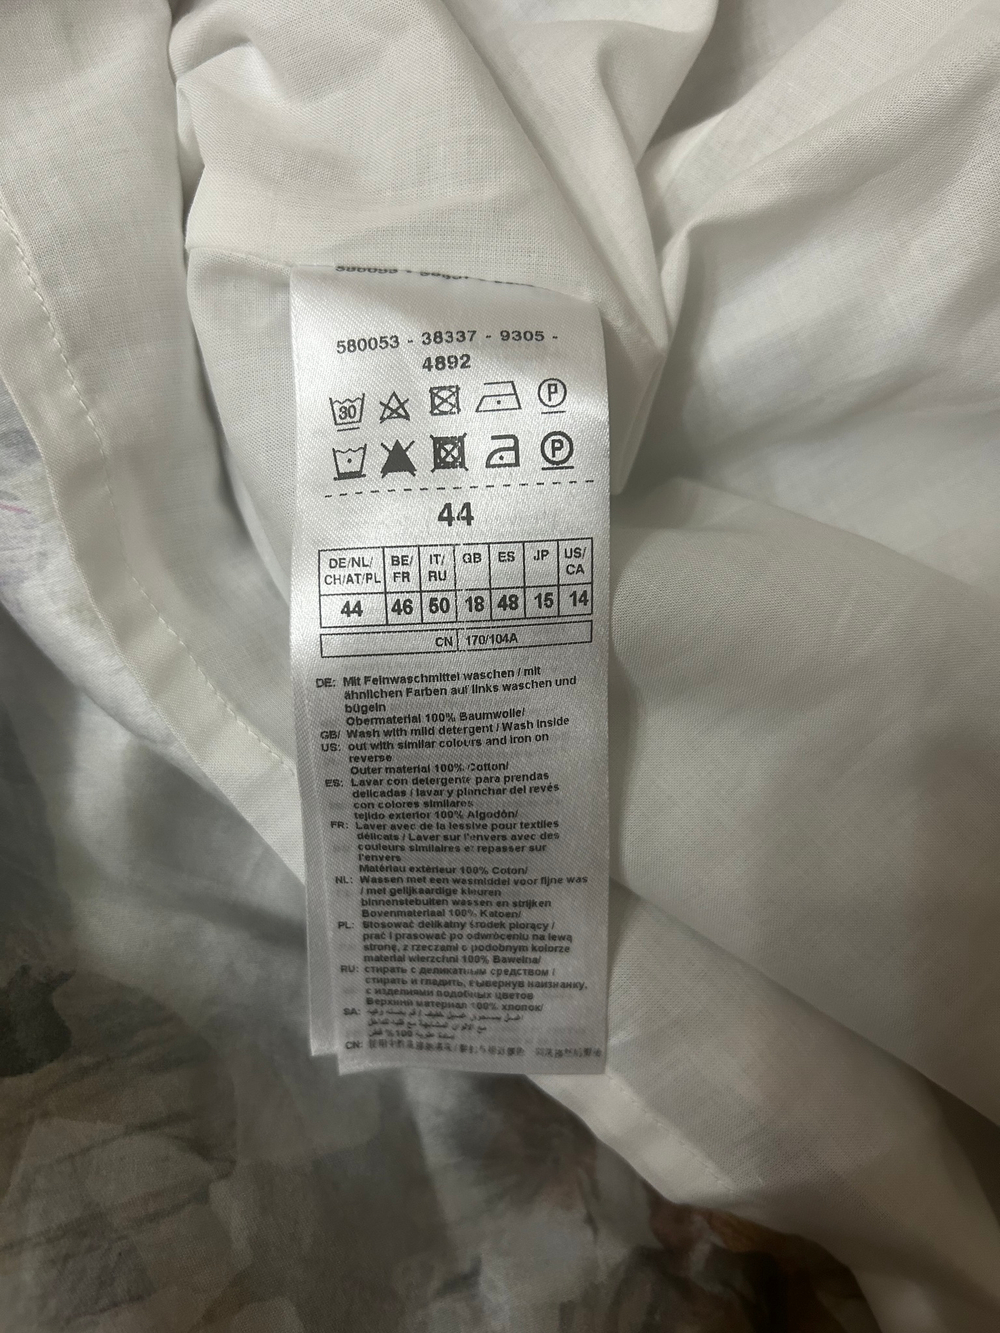 580053 - 38337 - 9305 -
4892
30
P
P
44
DE/NL/ CH/AT/PL BE/ FR IT/ RU GB ES JP US/ CA
44 46 50 18 48 15 14
CN 170/104A
DE: Mit Feinwaschmittel waschen / mit
ähnlichen Farben auf links waschen und
bügeln
Obermaterial 100% Baumwolle/
GB/ Wash with mild detergent / Wash inside
US: out with similar colours and iron on
reverse
Outer material 100% Cotton/
ES: Lavar con detergente para prendas
delicadas / lavar y planchar del revés
con colores similares
tejido exterior 100% Algodón/
FR: Laver avec de la lessive pour textiles
délicats / Laver sur l'envers avec des
couleurs similaires et repasser sur
l'envers
Matériau extérieur 100% Coton/
NL: Wassen met een wasmiddel voor fijne was
/ met gelijkaardige kleuren
binnenstebuiten wassen en strijken
Bovenmateriaal 100% Katoen/
PL: Stosować delikatny środek piorący /
prać i prasować po odwróceniu na lewą
stronę, z rzeczami o podobnym kolorze
materiał wierzchni 100% Bawełna/
RU: стирать с деликатным средством /
стирать и гладить, вывернув наизнанку,
с изделиями подобных цветов
Верхний материал 100% хлопок/
SA:
CN: